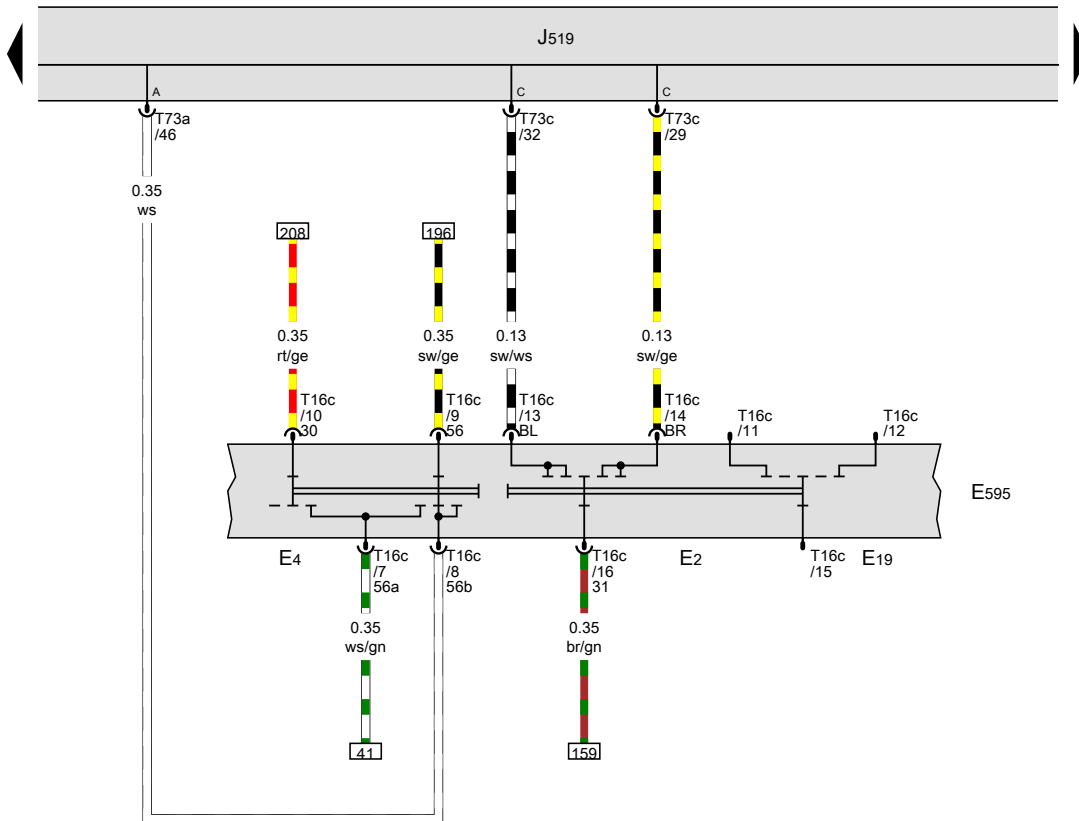 J519
A
C
C
T73a
/46
T73c
/32
T73c
/29
0.35
ws
208
196
0.35
rt/ge
0.35
sw/ge
0.13
sw/ws
0.13
sw/ge
T16c
/10
30
T16c
/9
56
T16c
/13
BL
T16c
/14
BR
T16c
/11
T16c
/12
E595
E4
T16c
/7
56a
T16c
/8
56b
T16c
/16
31
E2
T16c
/15
E19
0.35
ws/gn
0.35
br/gn
41
159